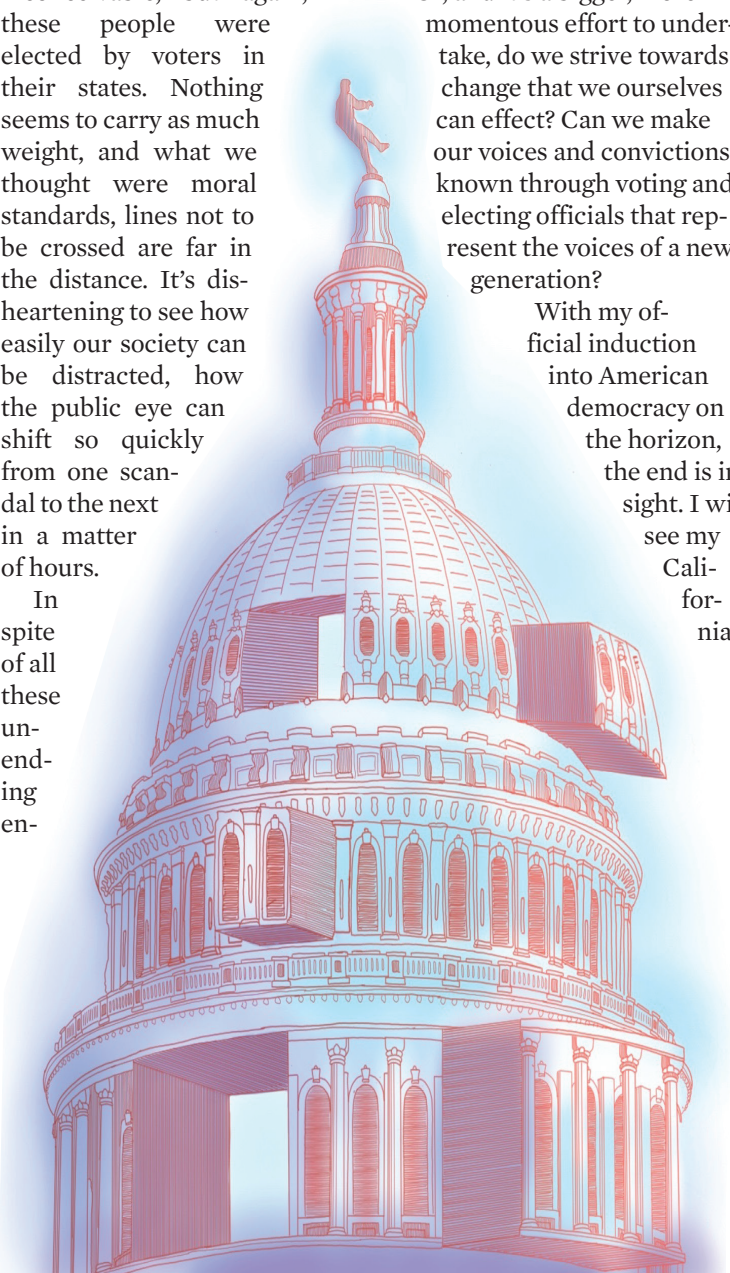 these people were
elected by voters in
their states. Nothing
seems to carry as much
weight, and what we
thought were moral
standards, lines not to
be crossed are far in
the distance. It's dis-
heartening to see how
easily our society can
be distracted, how
the public eye can
shift so quickly
from one scan-
dal to the next
in a matter
of hours.
In
spite
of all
these
un-
end-
ing
en-
momentous effort to under-
take, do we strive towards
change that we ourselves
can effect? Can we make
our voices and convictions
known through voting and
electing officials that rep-
resent the voices of a new
generation?
With my of-
ficial induction
into American
democracy on
the horizon,
the end is in
sight. I wi
see my
Cali-
for-
nia